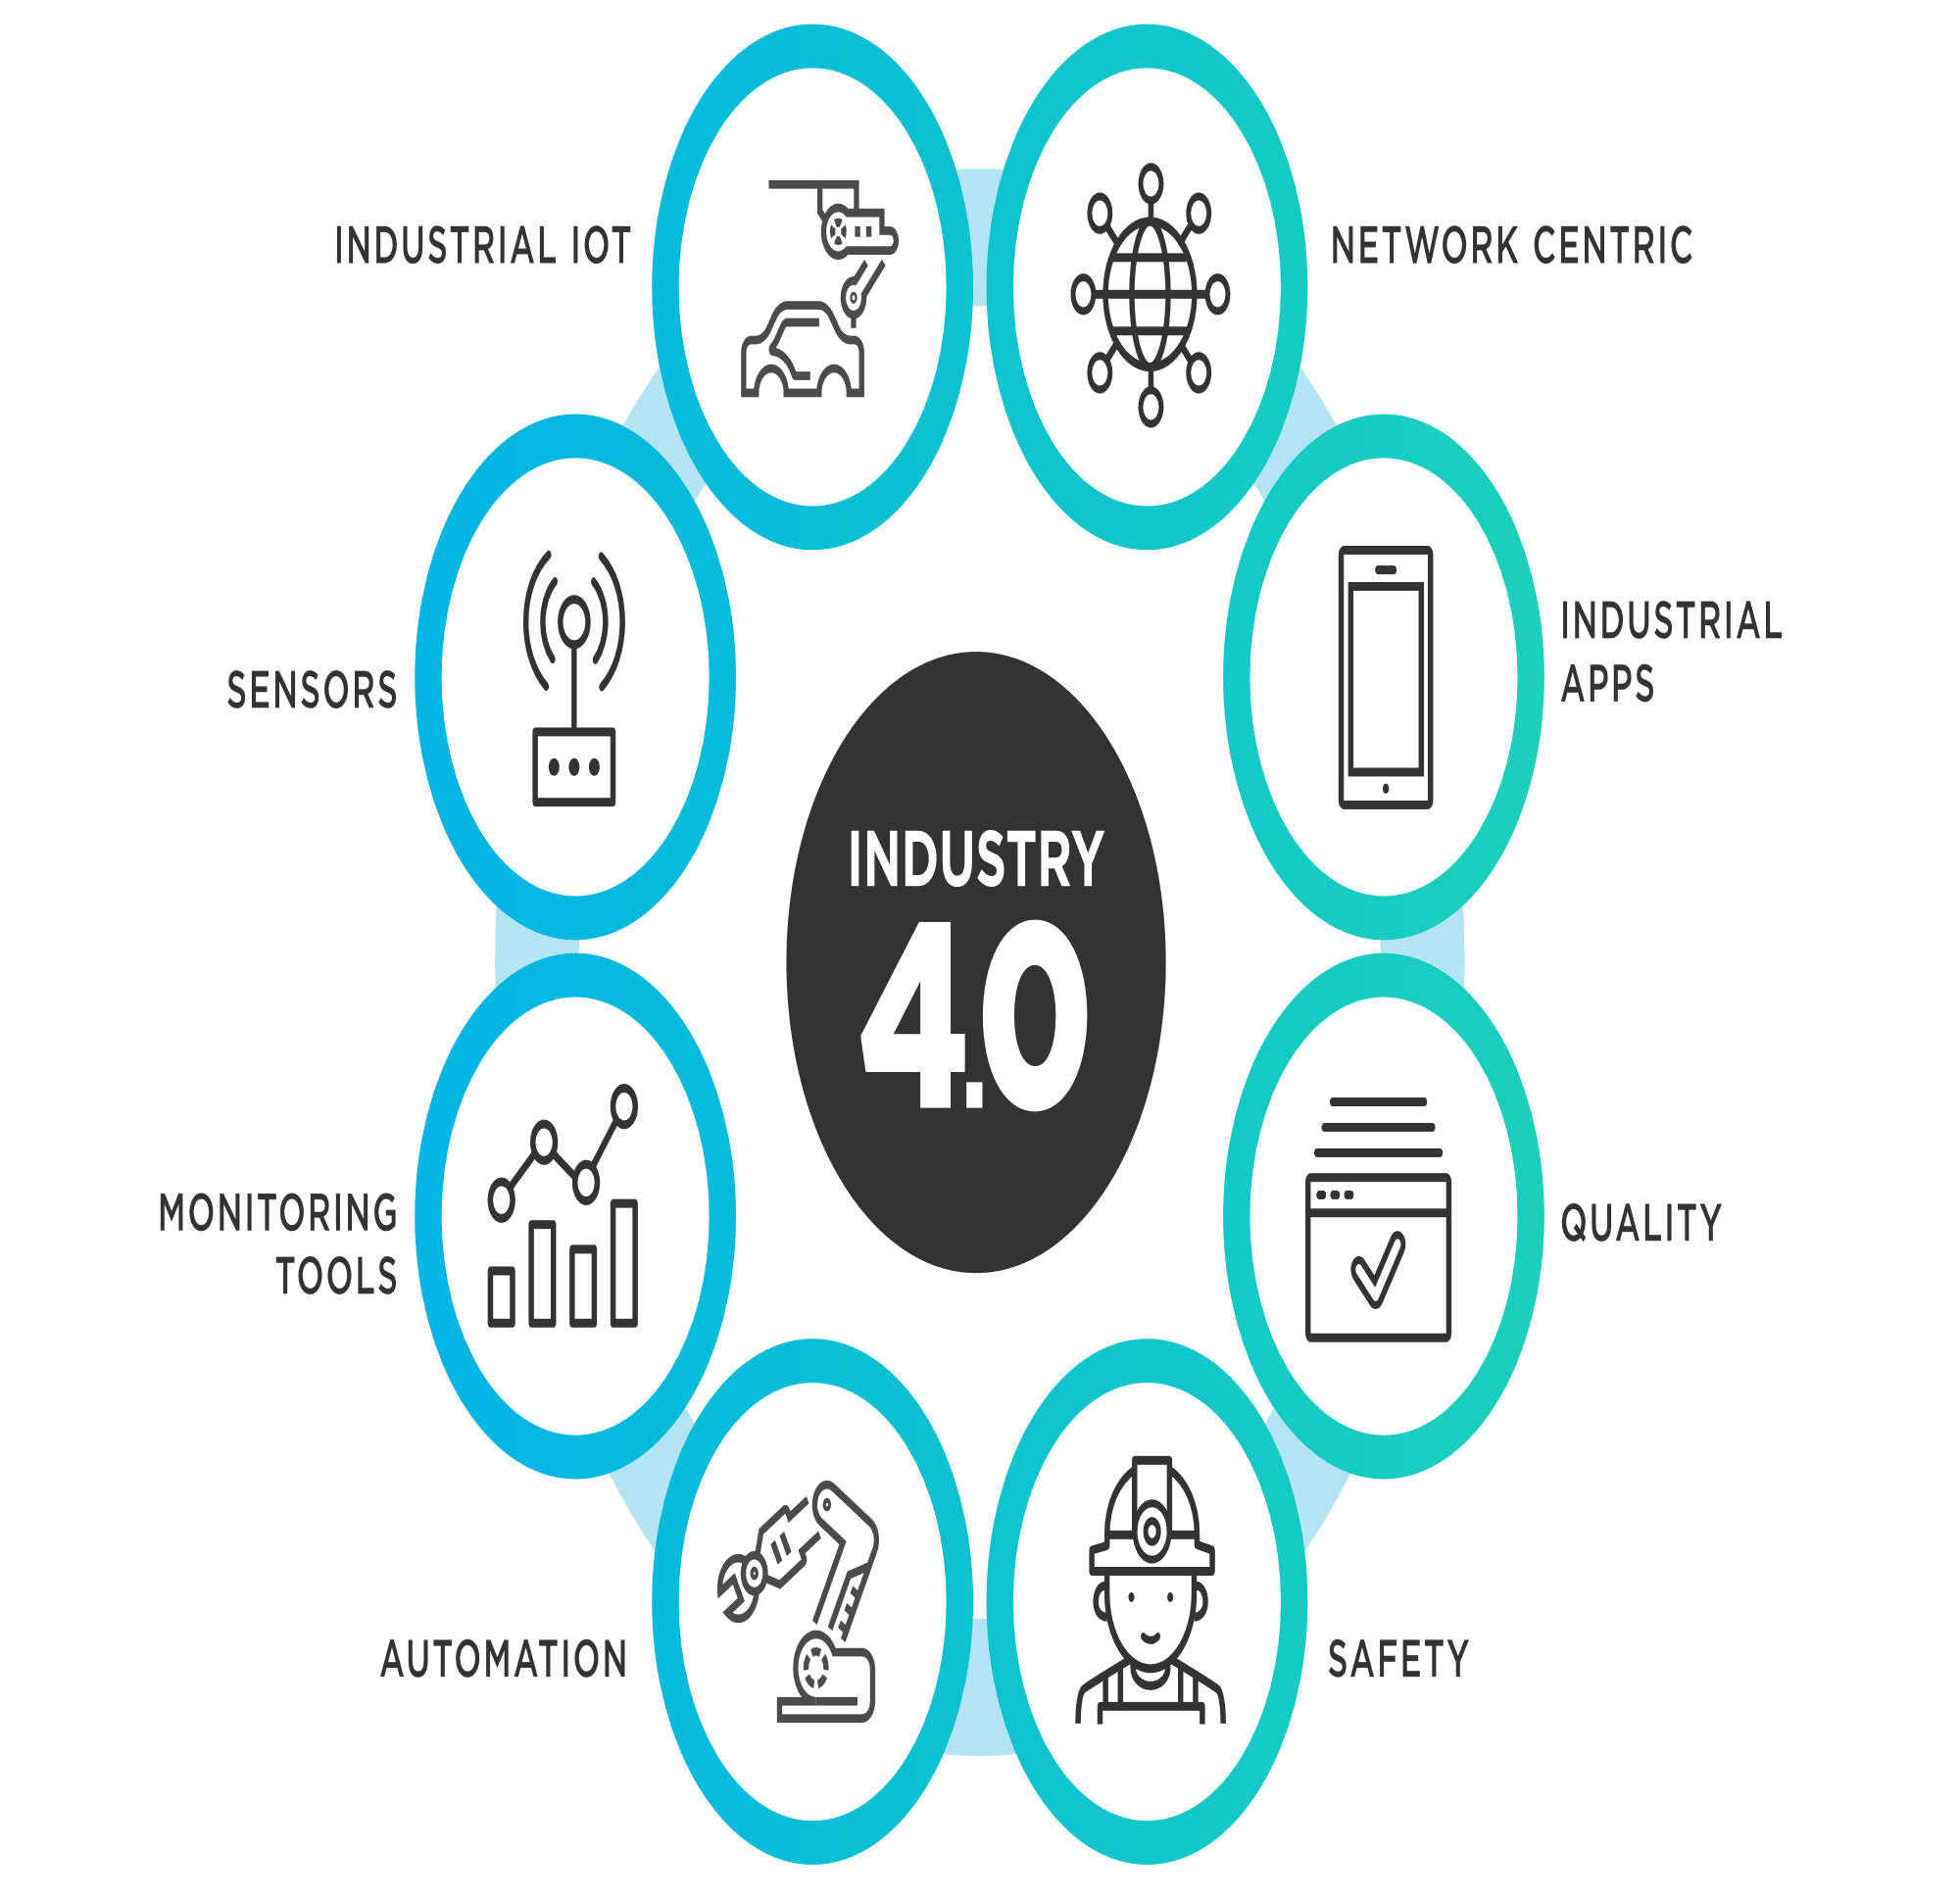 INDUSTRIAL IOT
NETWORK CENTRIC
SENSORS
INDUSTRIAL
APPS
INDUSTRY
4.0
MONITORING
TOOLS
QUALITY
AUTOMATION
SAFETY